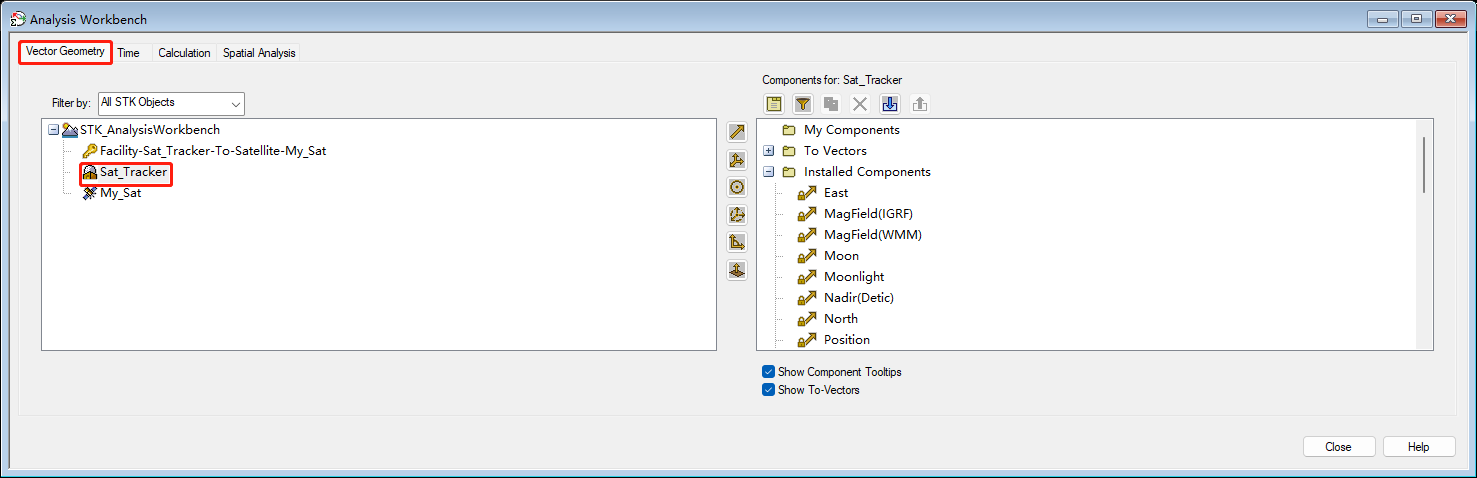 Analysis Workbench
Vector Geometry
Time
Calculation
Spatial Analysis
Components for: Sat_Tracker
Filter by:
All STK Objects
STK_AnalysisWorkbench
Facility-Sat_Tracker-To-Satellite-My_Sat
Sat_Tracker
My_Sat
My Components
To Vectors
Installed Components
East
MagField(IGRF)
MagField(WMM)
Moon
Moonlight
Nadir(Detic)
North
Position
Show Component Tooltips
Show To-Vectors
Close
Help